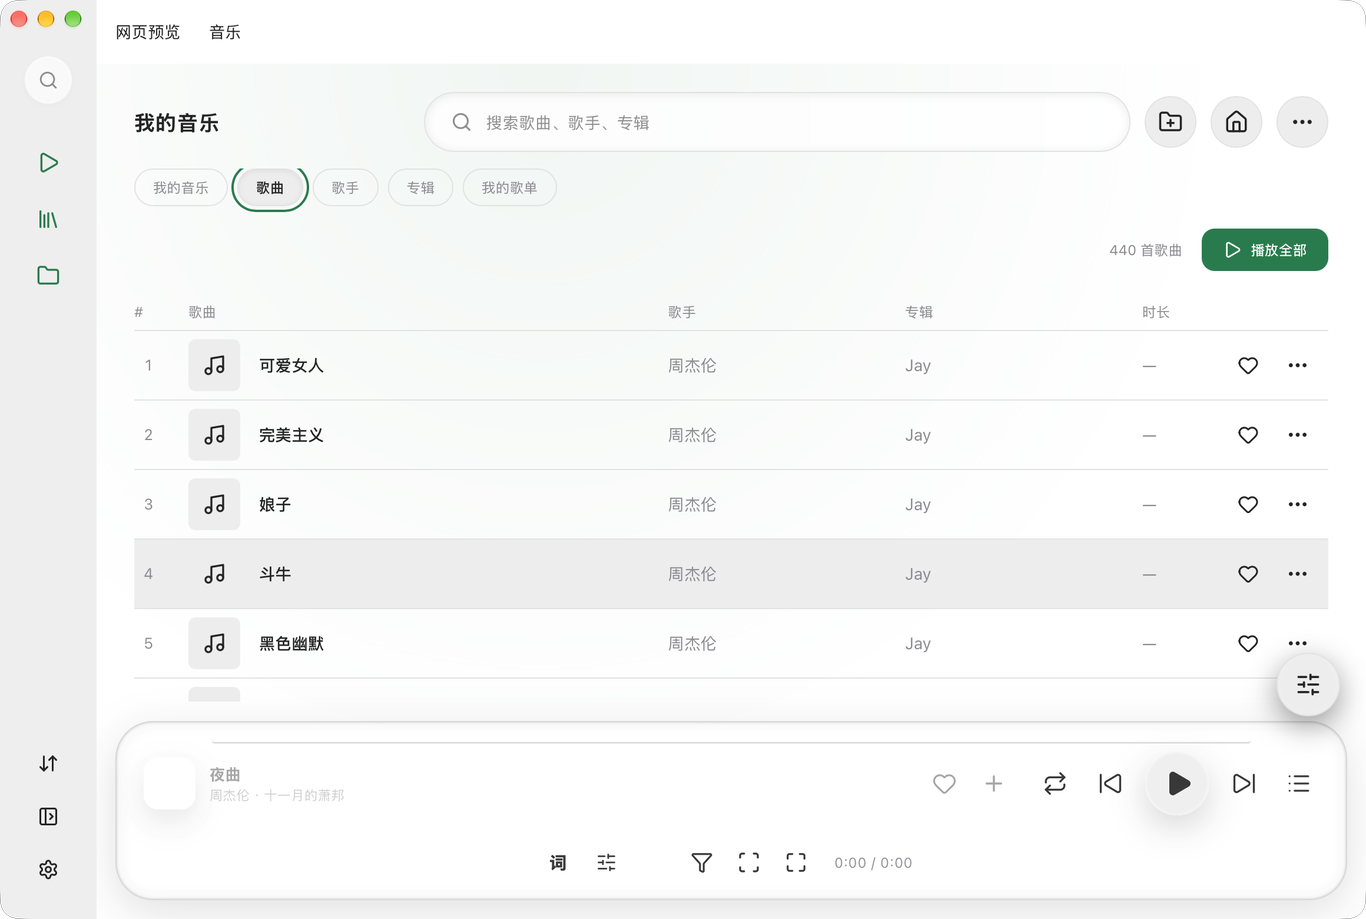 网页预览 音乐
我的音乐 搜索歌曲、歌手、专辑
我的音乐 歌曲 歌手 专辑 我的歌单
440 首歌曲 播放全部
# 歌曲 歌手 专辑 时长
1 可爱女人 周杰伦 Jay —
2 完美主义 周杰伦 Jay —
3 娘子 周杰伦 Jay —
4 斗牛 周杰伦 Jay —
5 黑色幽默 周杰伦 Jay —
夜曲
周杰伦 · 十一月的萧邦
词 0:00 / 0:00